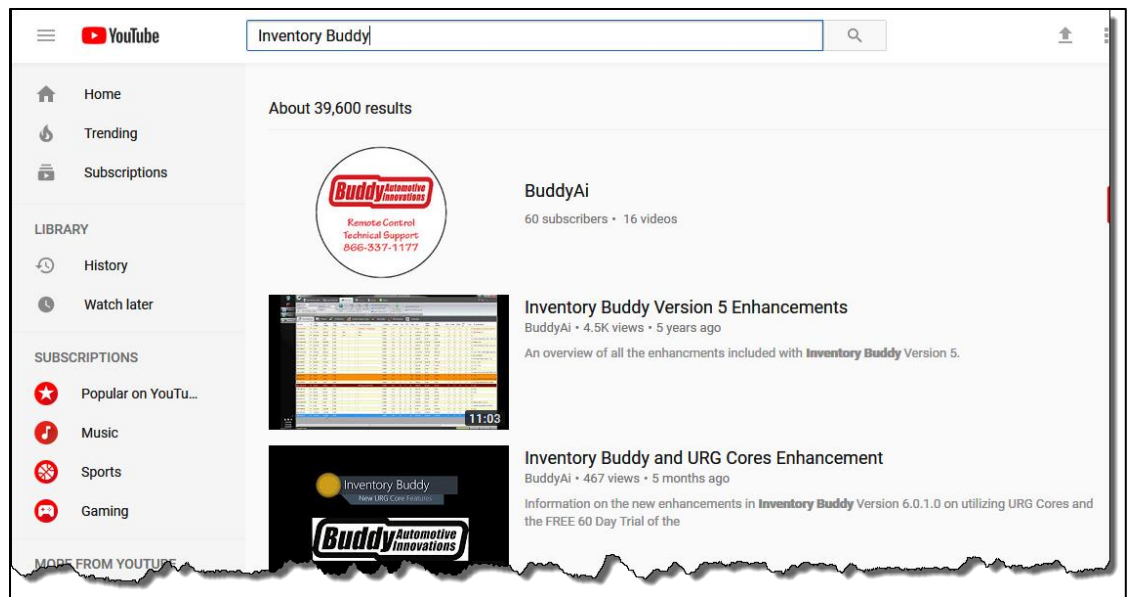 YouTube
Inventory Buddy
Home
Trending
Subscriptions
LIBRARY
History
Watch later
SUBSCRIPTIONS
Popular on YouTu...
Music
Sports
Gaming
MORE FROM YOUTUBE
About 39,600 results
Buddy Automotive Innovations
Remote Control
Technical Support
866-337-1177
BuddyAi
60 subscribers • 16 videos
11:03
Inventory Buddy Version 5 Enhancements
BuddyAi • 4.5K views • 5 years ago
An overview of all the enhancments included with Inventory Buddy Version 5.
Inventory Buddy
New URG Core Features
Buddy Automotive Innovations
Inventory Buddy and URG Cores Enhancement
BuddyAi • 467 views • 5 months ago
Information on the new enhancements in Inventory Buddy Version 6.0.1.0 on utilizing URG Cores and
the FREE 60 Day Trial of the